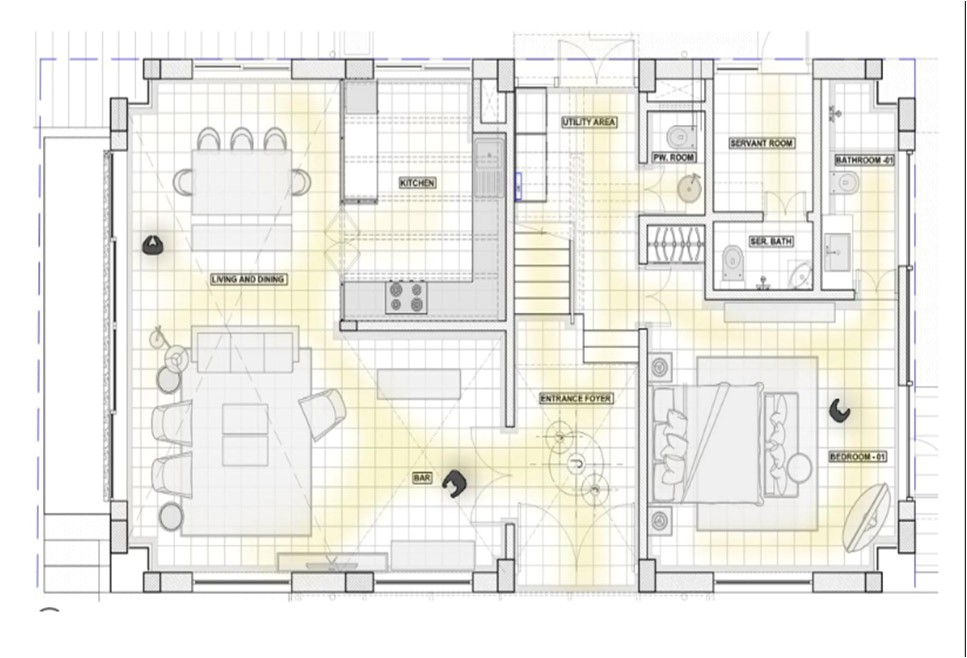 UTILITY AREA
SERVANT ROOM
PW. ROOM
BATHROOM -01
KITCHEN
SER. BATH
LIVING AND DINING
ENTRANCE FOYER
BEDROOM - 01
BAR